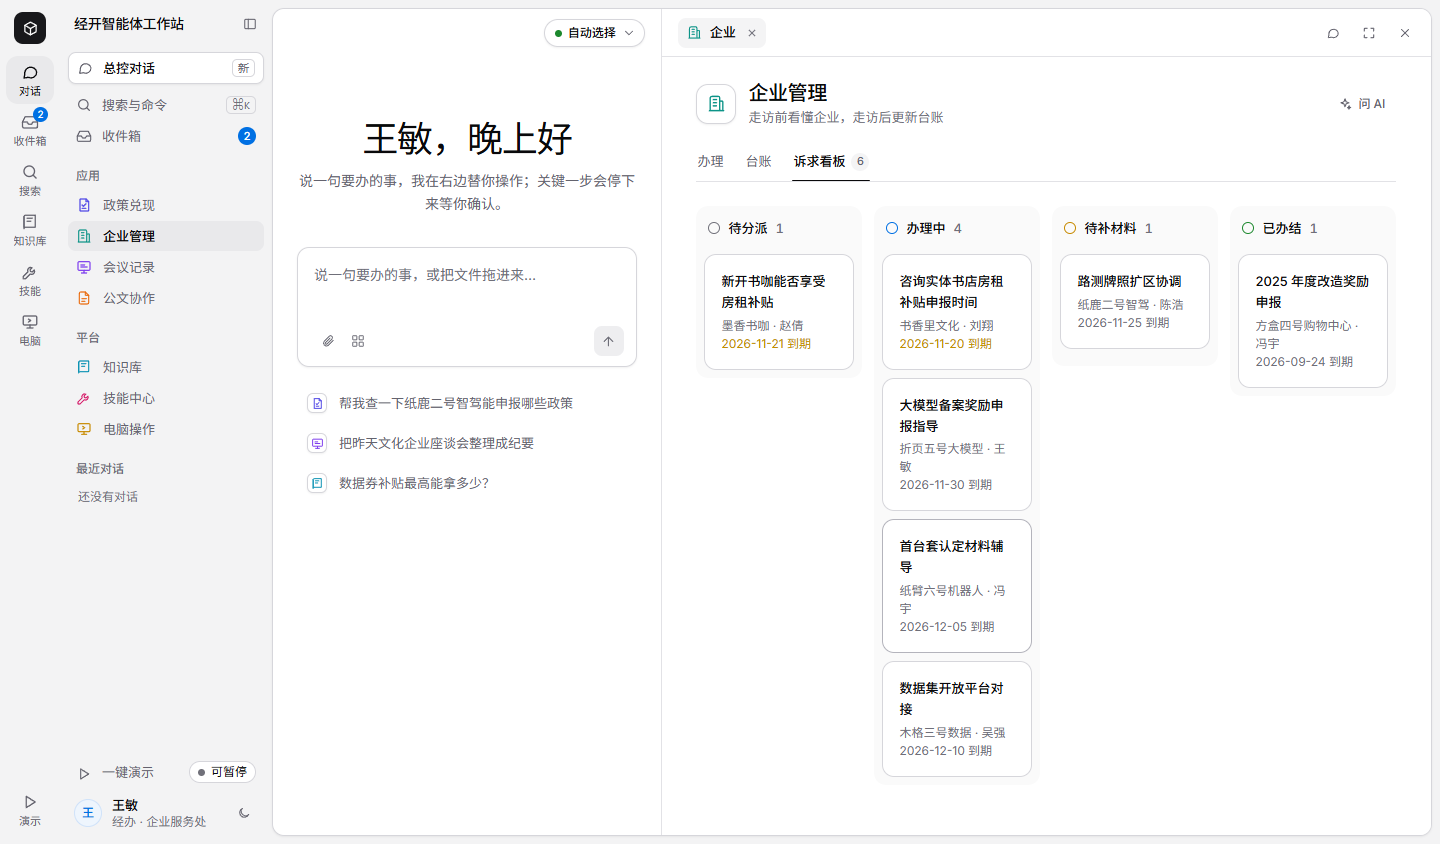 对话
2
收件箱
搜索
知识库
技能
电脑
演示
经开智能体工作站
总控对话
新
搜索与命令
⌘K
收件箱
2
应用
政策兑现
企业管理
会议记录
公文协作
平台
知识库
技能中心
电脑操作
最近对话
还没有对话
一键演示
可暂停
王
王敏
经办 · 企业服务处
自动选择
王敏，晚上好
说一句要办的事，我在右边替你操作；关键一步会停下
来等你确认。
说一句要办的事，或把文件拖进来...
帮我查一下纸鹿二号智驾能申报哪些政策
把昨天文化企业座谈会整理成纪要
数据券补贴最高能拿多少？
企业
企业管理
走访前看懂企业，走访后更新台账
问 AI
办理
台账
诉求看板
6
待分派 1
新开书咖能否享受
房租补贴
墨香书咖 · 赵倩
2026-11-21 到期
办理中 4
咨询实体书店房租
补贴申报时间
书香里文化 · 刘翔
2026-11-20 到期
大模型备案奖励申
报指导
折页五号大模型 · 王
敏
2026-11-30 到期
首台套认定材料辅
导
纸臂六号机器人 · 冯
宇
2026-12-05 到期
数据集开放平台对
接
木格三号数据 · 吴强
2026-12-10 到期
待补材料 1
路测牌照扩区协调
纸鹿二号智驾 · 陈浩
2026-11-25 到期
已办结 1
2025 年度改造奖励
申报
方盒四号购物中心 ·
冯宇
2026-09-24 到期